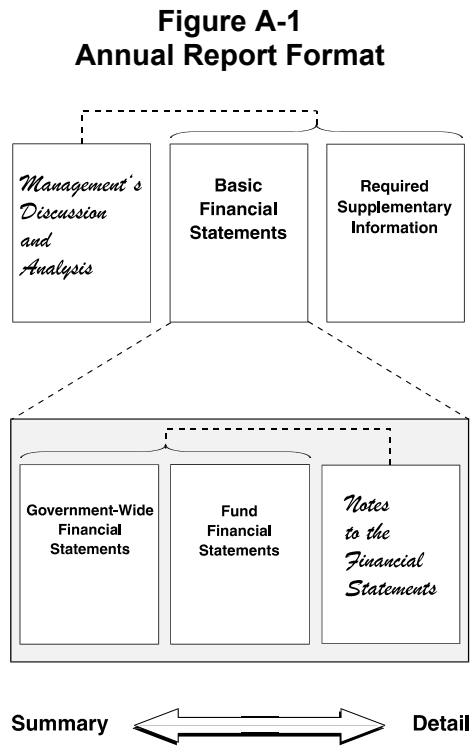 Figure A-1
Annual Report Format
Management's
Discussion
and
Analysis
Basic
Financial
Statements
Required
Supplementary
Information
Government-Wide
Financial
Statements
Fund
Financial
Statements
Notes
to the
Financial
Statements
Summary
Detail